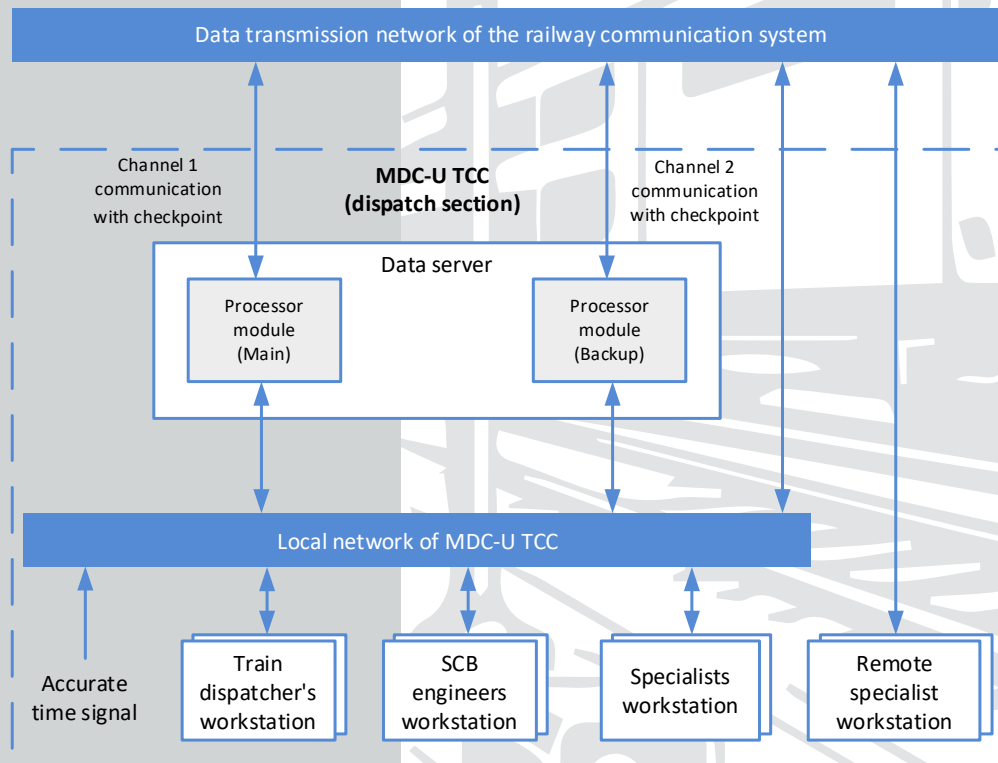 Data transmission network of the railway communication system
Channel 1
communication
with checkpoint
MDC-U TCC
(dispatch section)
Channel 2
communication
with checkpoint
Data server
Processor
module
(Main)
Processor
module
(Backup)
Local network of MDC-U TCC
Accurate
time signal
Train
dispatcher's
workstation
SCB
engineers
workstation
Specialists
workstation
Remote
specialist
workstation